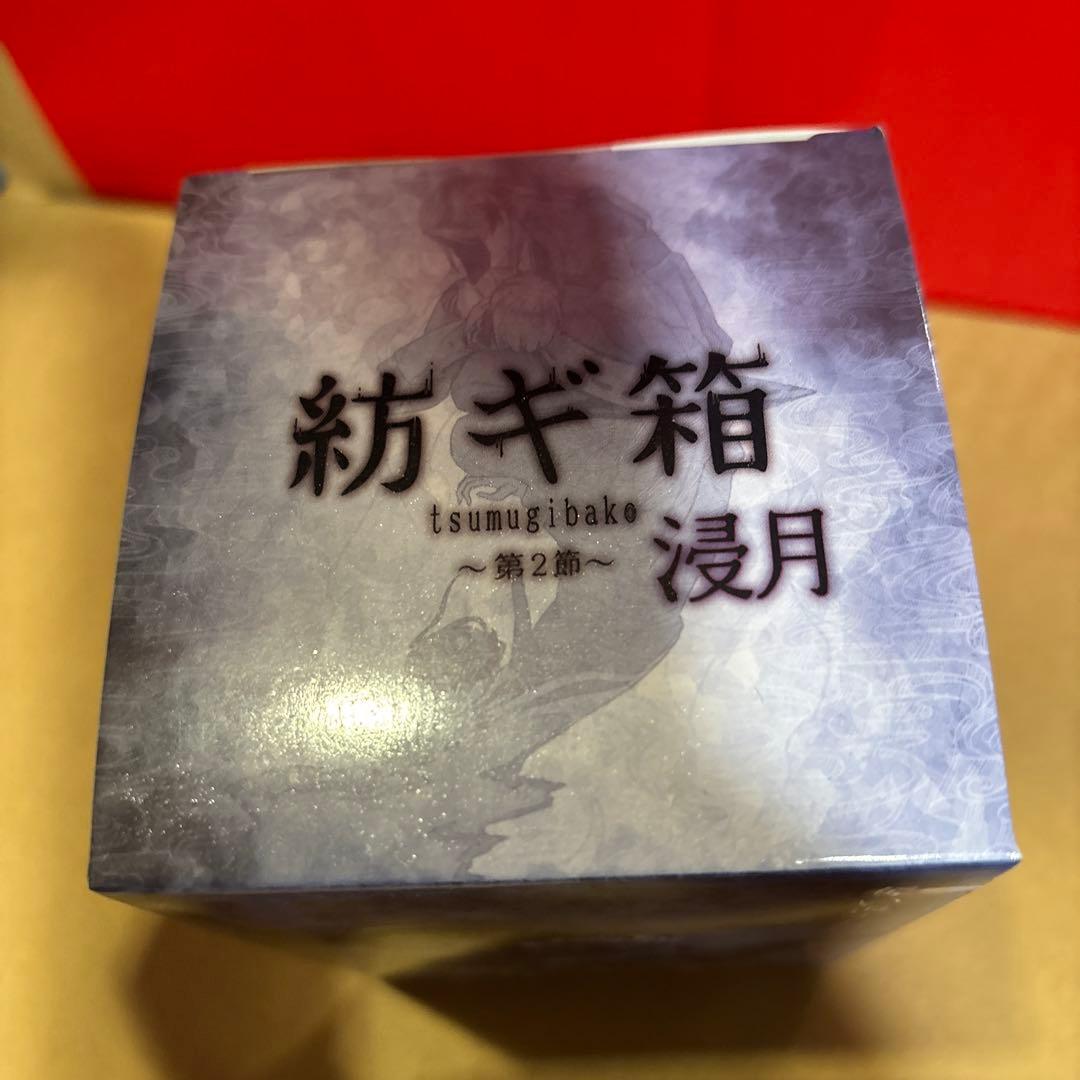 紡ギ箱
tsumugibako
～第2節～ 浸月